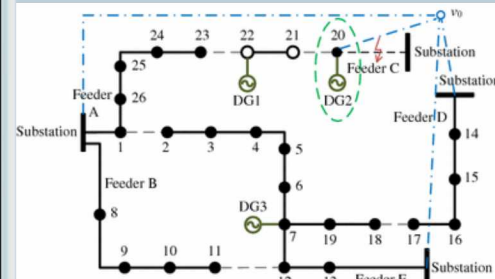 v0
24 23 22 21 20
Substation
Feeder C
25
DG1 DG2
Substation
Feeder A
26
Feeder D
Substation
1 2 3 4
14
5
Feeder B
15
6
DG3
8
7 19 18 17 16
9 10 11
Substation